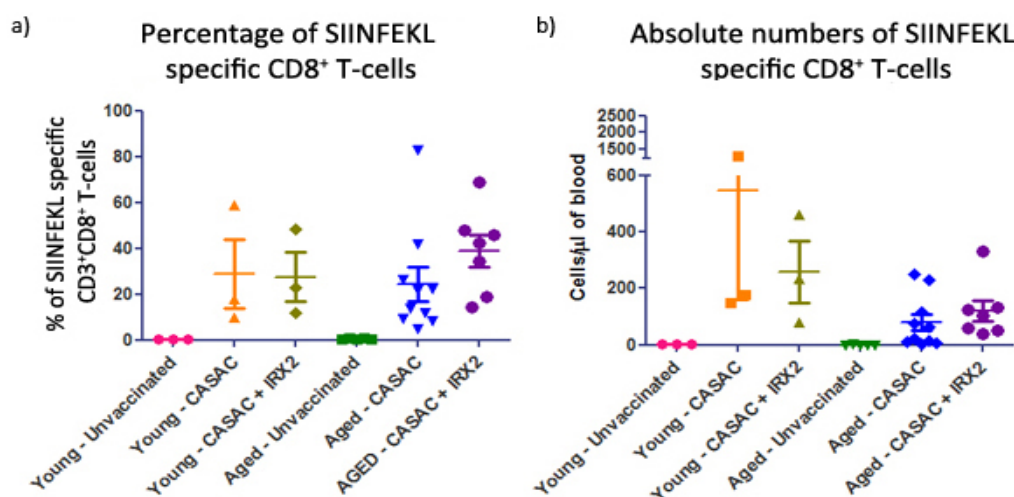 a)
Percentage of SIINFEKL
specific CD8⁺ T-cells
% of SIINFEKL specific
CD3⁺CD8⁺ T-cells
100
80
60
40
20
0
Young - Unvaccinated
Young - CASAC
Young - CASAC + IRX2
Aged - Unvaccinated
Aged - CASAC
AGED - CASAC + IRX2
b)
Absolute numbers of SIINFEKL
specific CD8⁺ T-cells
Cells/µl of blood
2500
2000
1500
600
400
200
0
Young - Unvaccinated
Young - CASAC
Young - CASAC + IRX2
Aged - Unvaccinated
Aged - CASAC
Aged - CASAC + IRX2